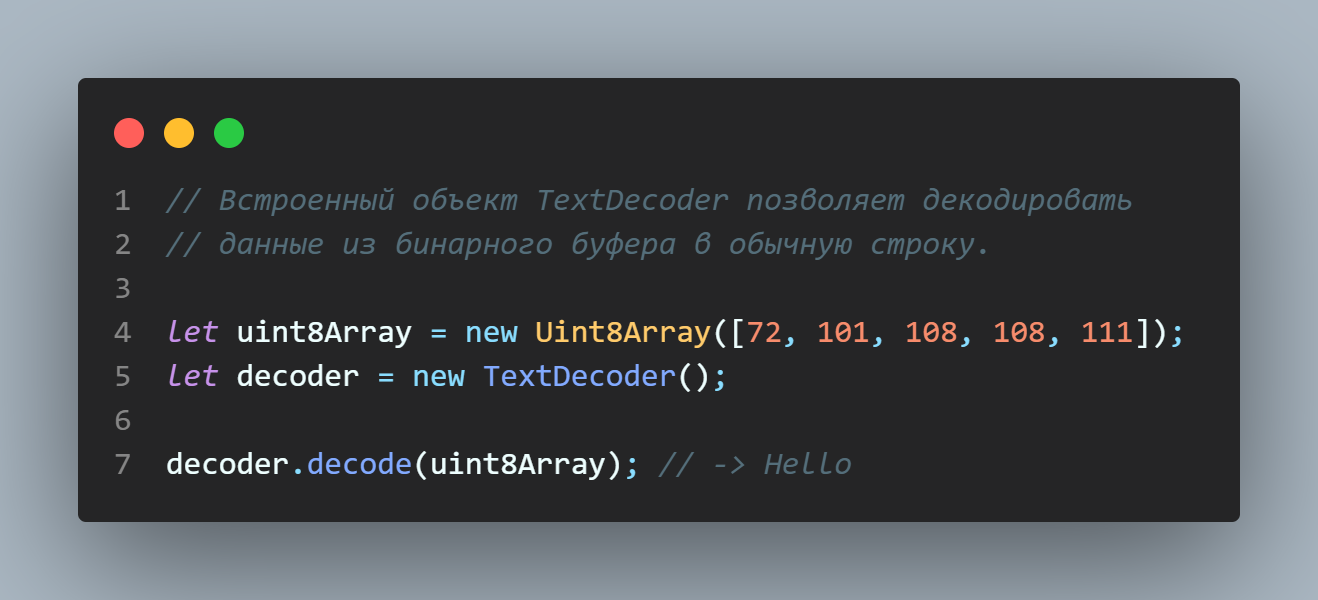 1 // Встроенный объект TextDecoder позволяет декодировать
2 // данные из бинарного буфера в обычную строку.
3
4 let uint8Array = new Uint8Array([72, 101, 108, 108, 111]);
5 let decoder = new TextDecoder();
6
7 decoder.decode(uint8Array); // -> Hello